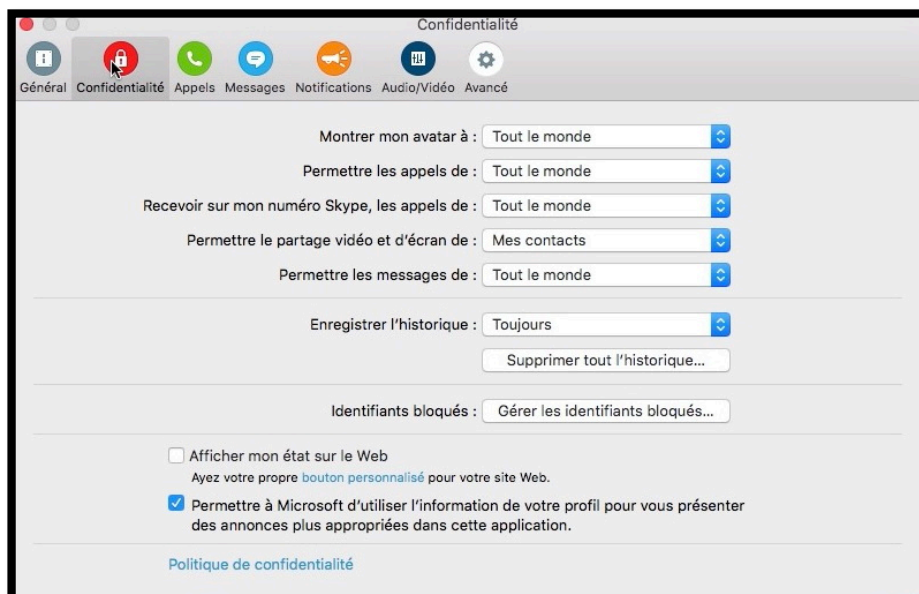 Confidentialité
Général Confidentialité Appels Messages Notifications Audio/Vidéo Avancé
Montrer mon avatar à : Tout le monde
Permettre les appels de : Tout le monde
Recevoir sur mon numéro Skype, les appels de : Tout le monde
Permettre le partage vidéo et d'écran de : Mes contacts
Permettre les messages de : Tout le monde
Enregistrer l'historique : Toujours
Supprimer tout l'historique...
Identifiants bloqués : Gérer les identifiants bloqués...
Afficher mon état sur le Web
Ayez votre propre bouton personnalisé pour votre site Web.
Permettre à Microsoft d'utiliser l'information de votre profil pour vous présenter
des annonces plus appropriées dans cette application.
Politique de confidentialité